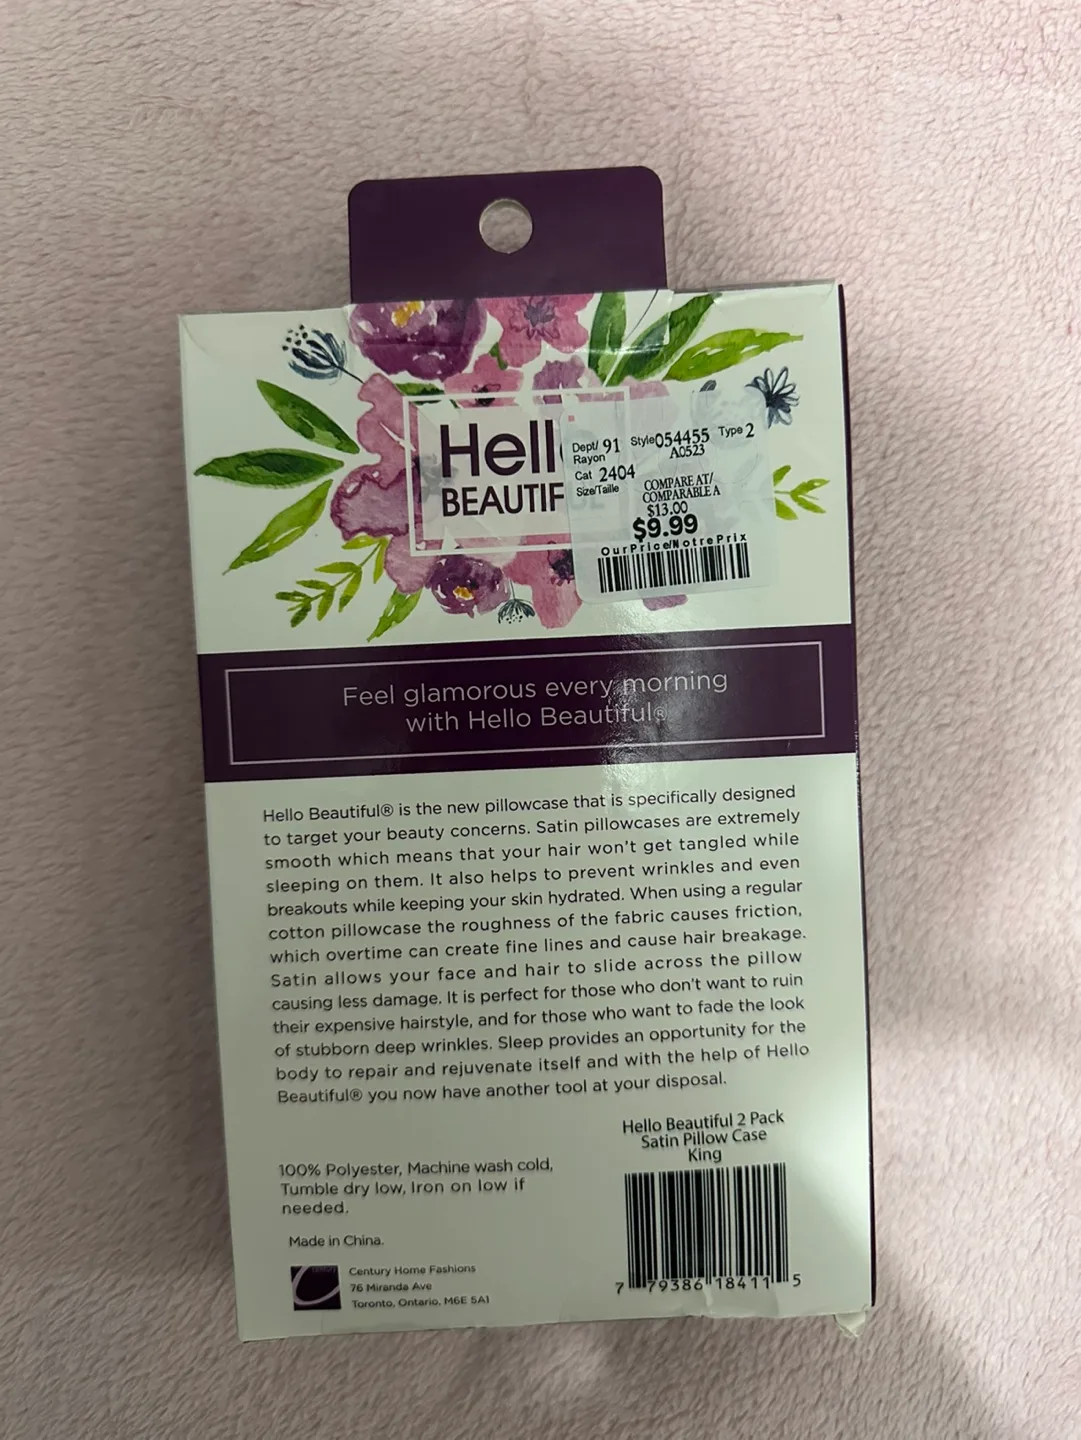 Hell
BEAUTIF
Dept/ 91 Style054455 Type 2
Rayon A0523
Cat 2404
Size/Taille
COMPARE AT/
COMPARABLE A
$13.00
$9.99
OurPrice/NotrePrix
Feel glamorous every morning
with Hello Beautiful®
Hello Beautiful® is the new pillowcase that is specifically designed
to target your beauty concerns. Satin pillowcases are extremely
smooth which means that your hair won't get tangled while
sleeping on them. It also helps to prevent wrinkles and even
breakouts while keeping your skin hydrated. When using a regular
cotton pillowcase the roughness of the fabric causes friction,
which overtime can create fine lines and cause hair breakage.
Satin allows your face and hair to slide across the pillow
causing less damage. It is perfect for those who don't want to ruin
their expensive hairstyle, and for those who want to fade the look
of stubborn deep wrinkles. Sleep provides an opportunity for the
body to repair and rejuvenate itself and with the help of Hello
Beautiful® you now have another tool at your disposal.
Hello Beautiful 2 Pack
Satin Pillow Case
King
100% Polyester, Machine wash cold,
Tumble dry low, Iron on low if
needed.
Made in China.
Century Home Fashions
76 Miranda Ave
Toronto, Ontario, M6E 5A1
7 79386 18411 5